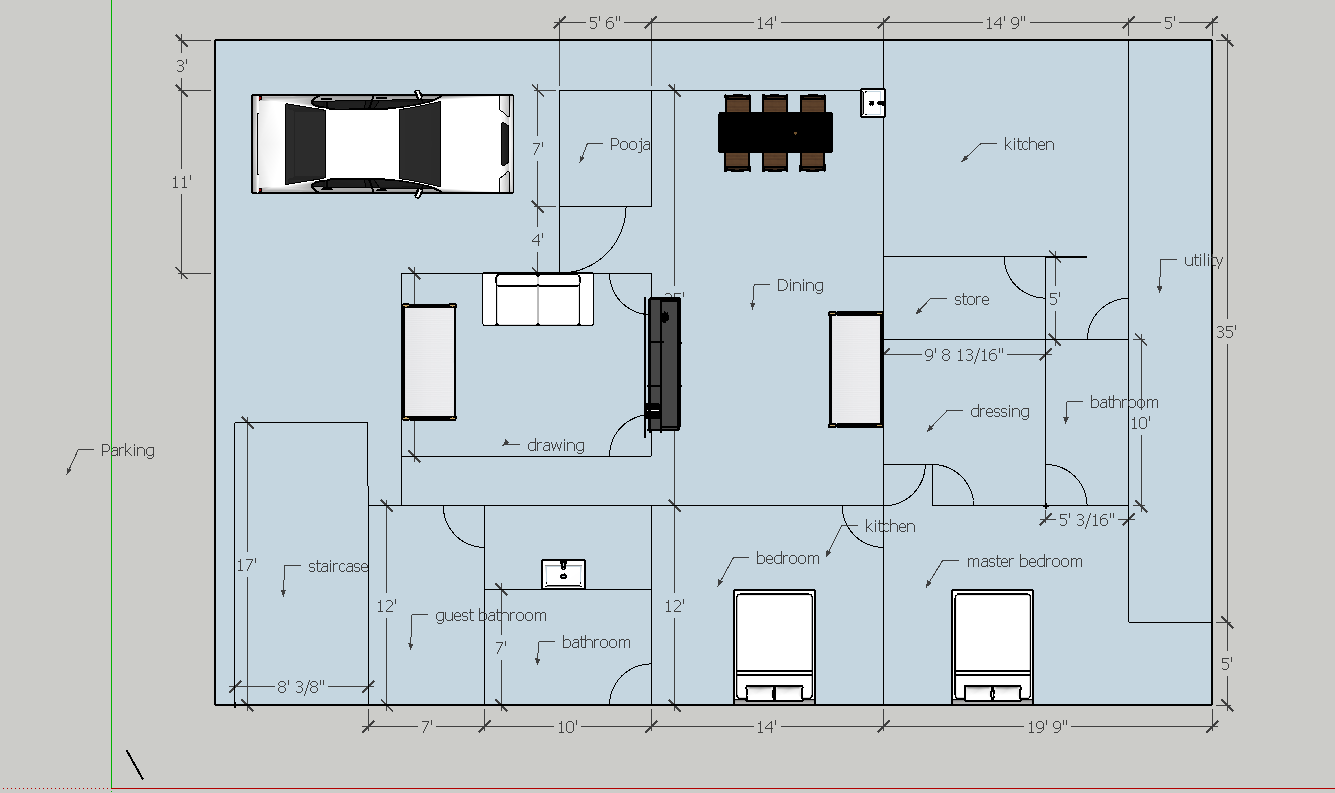 5' 6"
14'
14' 9"
5'
3'
7'
Pooja
kitchen
11'
4'
utility
Dining
store
5'
35'
9' 8 13/16"
dressing
bathroom
10'
drawing
Parking
5' 3/16"
kitchen
bedroom
master bedroom
17'
staircase
12'
12'
guest bathroom
7'
bathroom
5'
8' 3/8"
7'
10'
14'
19' 9"